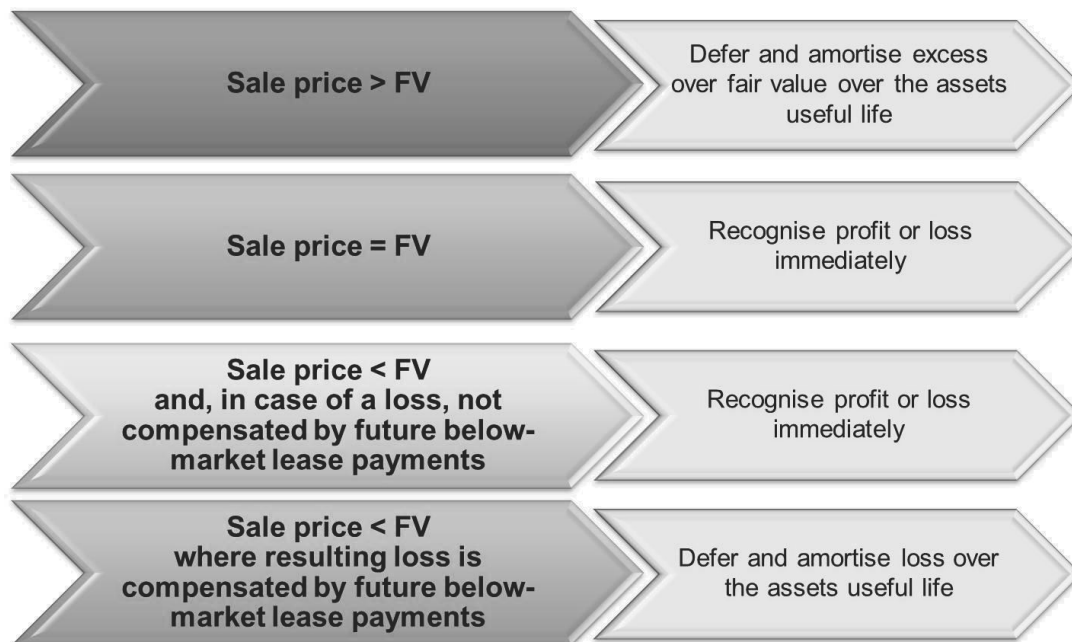 Sale price > FV
Defer and amortise excess
over fair value over the assets
useful life
Sale price = FV
Recognise profit or loss
immediately
Sale price < FV
and, in case of a loss, not
compensated by future below-
market lease payments
Recognise profit or loss
immediately
Sale price < FV
where resulting loss is
compensated by future below-
market lease payments
Defer and amortise loss over
the assets useful life